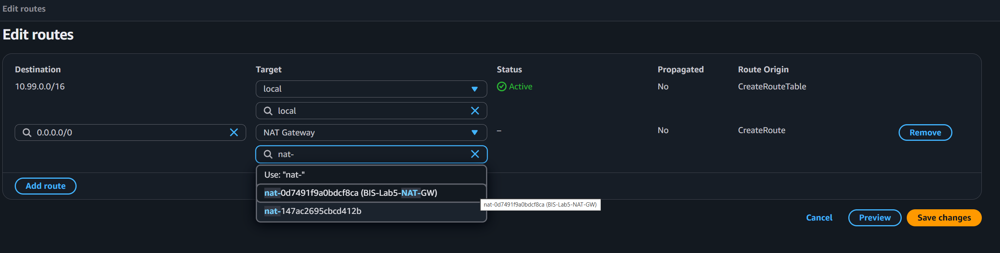 Edit routes
Edit routes
Destination Target Status Propagated Route Origin
10.99.0.0/16 local Active No CreateRouteTable
local
0.0.0.0/0 NAT Gateway – No CreateRoute Remove
nat-
Use: "nat-"
Add route
nat-0d7491f9a0bdcf8ca (BIS-Lab5-NAT-GW)
nat-0d7491f9a0bdcf8ca (BIS-Lab5-NAT-GW)
nat-147ac2695cbcd412b
Cancel Preview Save changes